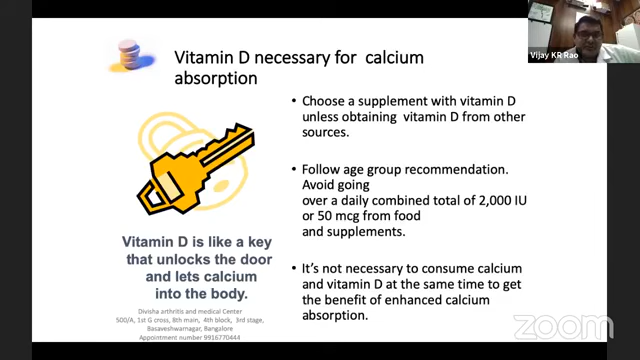 Vitamin D necessary for calcium
absorption
• Choose a supplement with vitamin D
unless obtaining vitamin D from other
sources.
• Follow age group recommendation.
Avoid going
over a daily combined total of 2,000 IU
or 50 mcg from food
and supplements.
• It's not necessary to consume calcium
and vitamin D at the same time to get
the benefit of enhanced calcium
absorption.
Vitamin D is like a key
that unlocks the door
and lets calcium
into the body.
Divisha arthritis and medical Center
500/A, 1st G cross, 8th main, 4th block, 3rd stage,
Basaveshwarnagar, Bangalore
Appointment number 9916770444
Vijay KR Rao
zoom